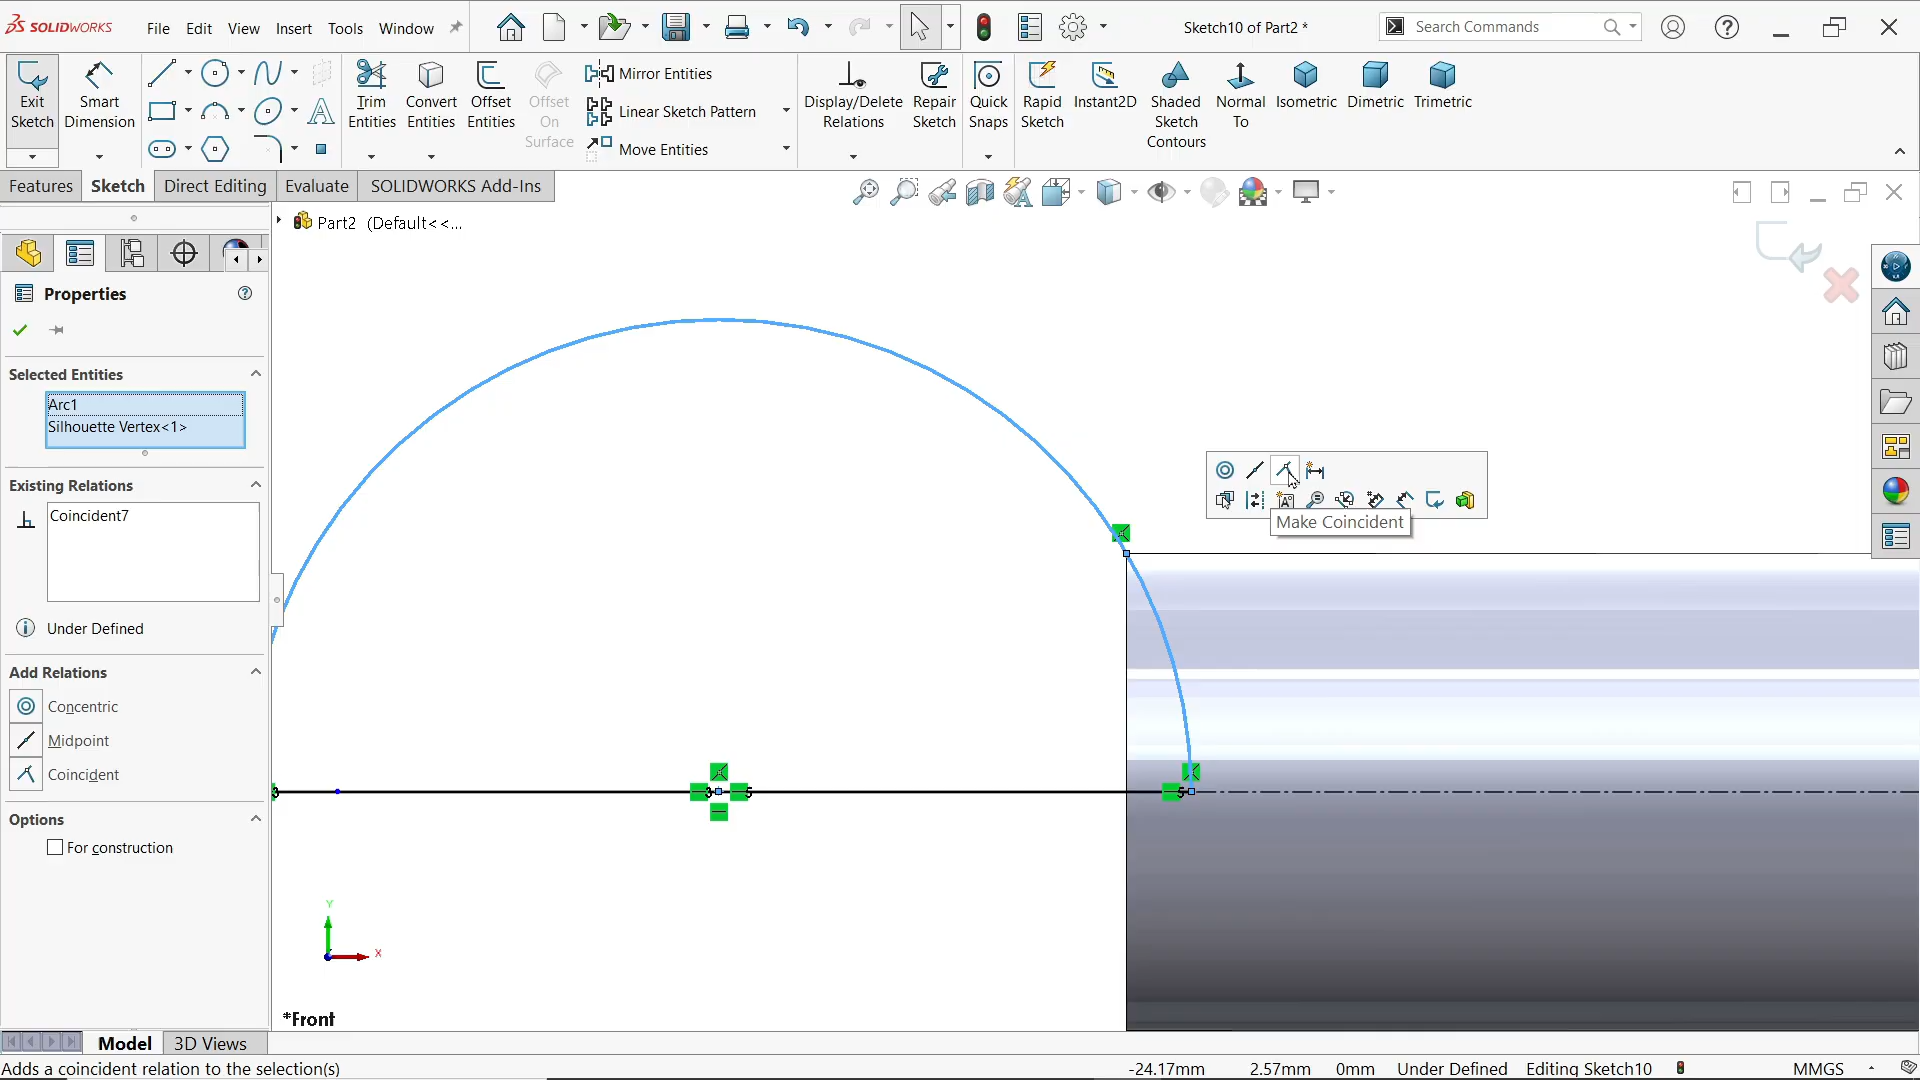 SOLIDWORKS
File Edit View Insert Tools Window
Sketch10 of Part2 *
Search Commands
Exit Sketch
Smart Dimension
Trim Entities
Convert Entities
Offset Entities
Offset On Surface
Mirror Entities
Linear Sketch Pattern
Move Entities
Display/Delete Relations
Repair Sketch
Quick Snaps
Rapid Sketch
Instant2D
Shaded Sketch Contours
Normal To
Isometric
Dimetric
Trimetric
Features Sketch Direct Editing Evaluate SOLIDWORKS Add-Ins
Part2 (Default<<...
Properties
Selected Entities
Arc1
Silhouette Vertex<1>
Existing Relations
Coincident7
Under Defined
Add Relations
Concentric
Midpoint
Coincident
Options
For construction
Make Coincident
3
3
5
5
Y
X
*Front
Model 3D Views
Adds a coincident relation to the selection(s)
-24.17mm 2.57mm 0mm Under Defined Editing Sketch10 MMGS